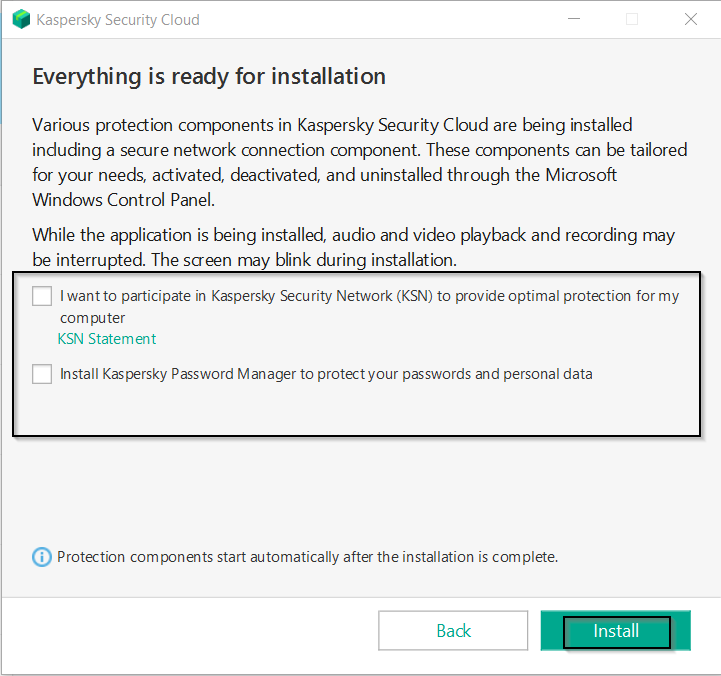 Kaspersky Security Cloud
Everything is ready for installation
Various protection components in Kaspersky Security Cloud are being installed
including a secure network connection component. These components can be tailored
for your needs, activated, deactivated, and uninstalled through the Microsoft
Windows Control Panel.
While the application is being installed, audio and video playback and recording may
be interrupted. The screen may blink during installation.
I want to participate in Kaspersky Security Network (KSN) to provide optimal protection for my
computer
KSN Statement
Install Kaspersky Password Manager to protect your passwords and personal data
Protection components start automatically after the installation is complete.
Back
Install